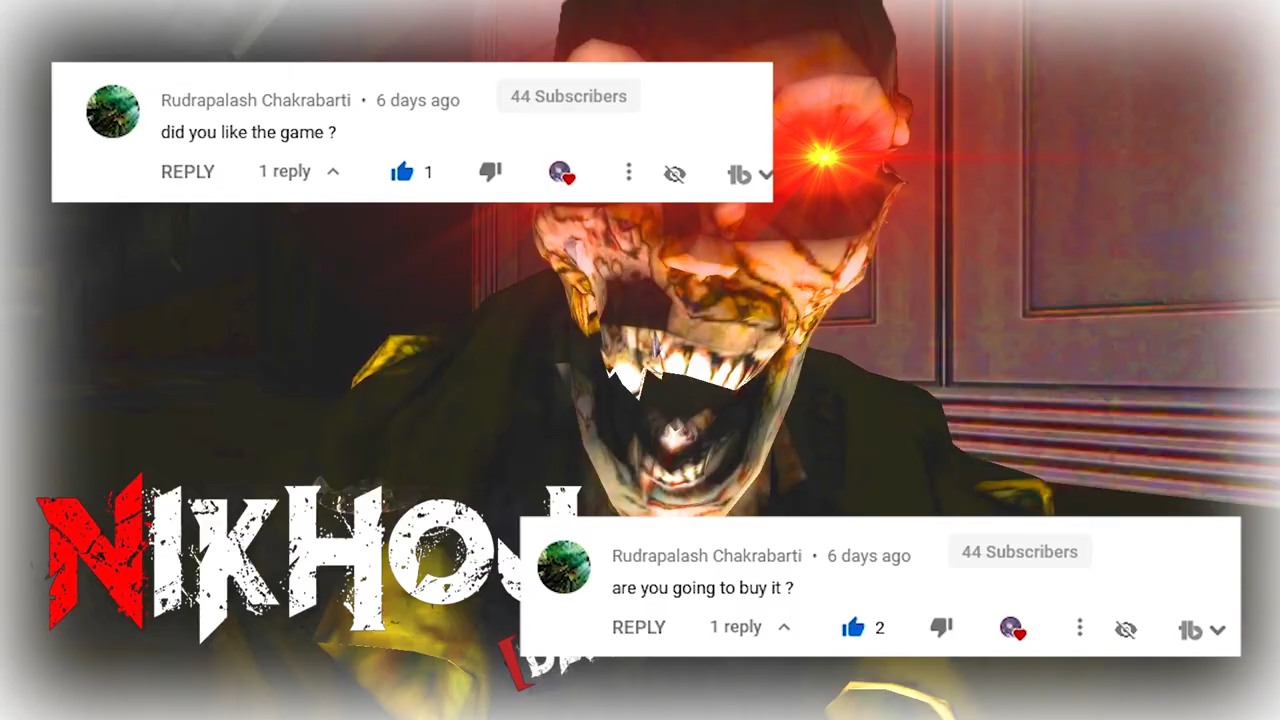 Rudrapalash Chakrabarti • 6 days ago 44 Subscribers
did you like the game ?
REPLY 1 reply 1
NIKHO
Rudrapalash Chakrabarti • 6 days ago 44 Subscribers
are you going to buy it ?
REPLY 1 reply 2